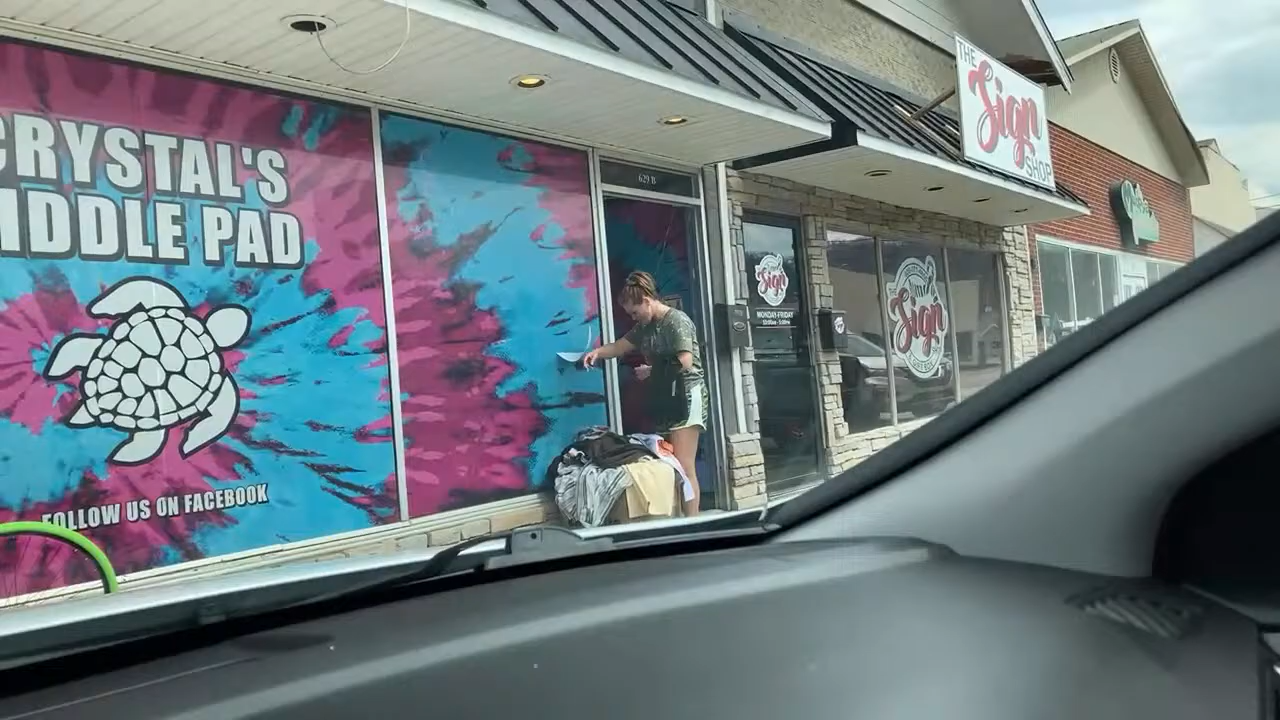 CRYSTAL'S
IDDLE PAD
FOLLOW US ON FACEBOOK
629 B
Sign
MONDAY-FRIDAY
Sign
THE
Sign
SHOP